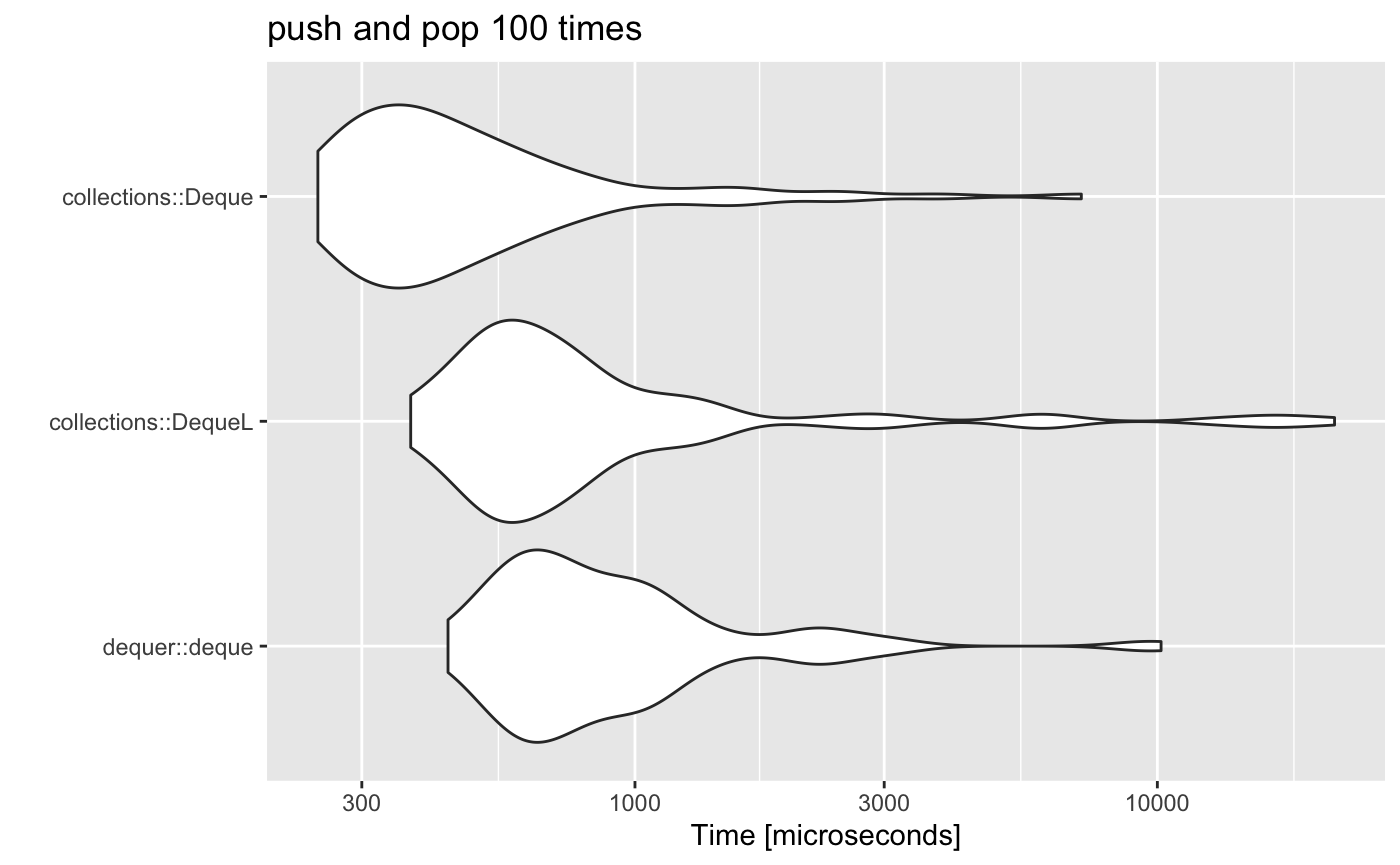 push and pop 100 times
collections::Deque
collections::DequeL
dequer::deque
300 1000 3000 10000
Time [microseconds]